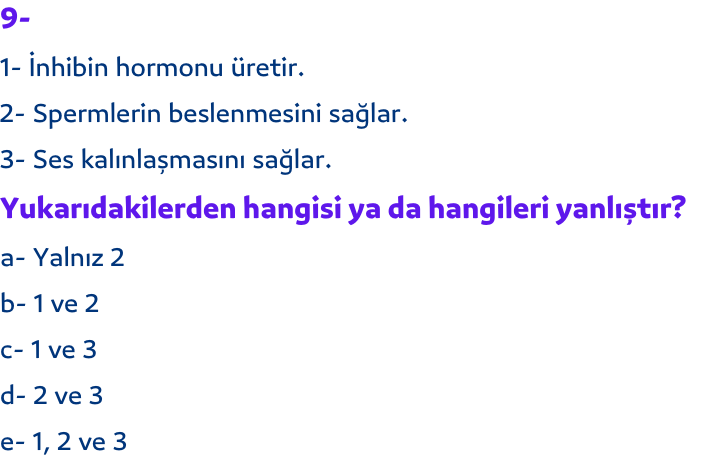 9-
1- İnhibin hormonu üretir.
2- Spermlerin beslenmesini sağlar.
3- Ses kalınlaşmasını sağlar.
Yukarıdakilerden hangisi ya da hangileri yanlıştır?
a- Yalnız 2
b- 1 ve 2
c- 1 ve 3
d- 2 ve 3
e- 1, 2 ve 3